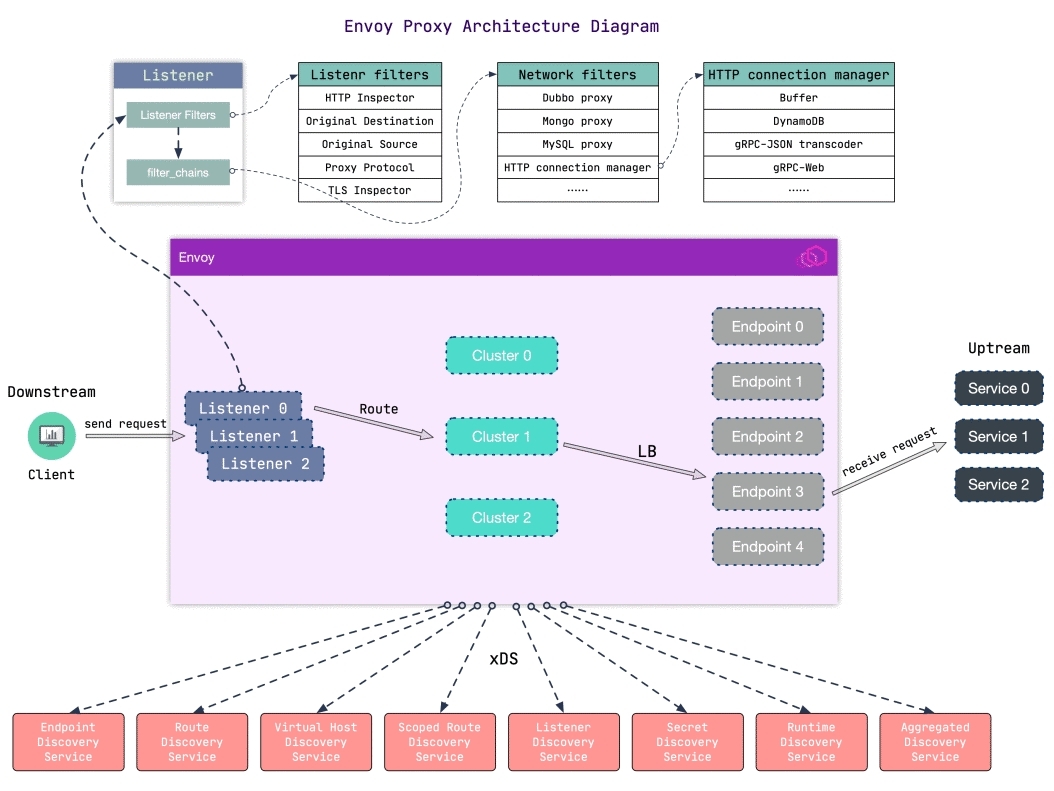 Envoy Proxy Architecture Diagram
Listener
Listener Filters
filter_chains
Listenr filters
HTTP Inspector
Original Destination
Original Source
Proxy Protocol
TLS Inspector
Network filters
Dubbo proxy
Mongo proxy
MySQL proxy
HTTP connection manager
······
HTTP connection manager
Buffer
DynamoDB
gRPC-JSON transcoder
gRPC-Web
······
Envoy
Downstream
Client
send request
Listener 0
Listener 1
Listener 2
Route
Cluster 0
Cluster 1
Cluster 2
LB
Endpoint 0
Endpoint 1
Endpoint 2
Endpoint 3
Endpoint 4
receive request
Uptream
Service 0
Service 1
Service 2
xDS
Endpoint
Discovery
Service
Route
Discovery
Service
Virtual Host
Discovery
Service
Scoped Route
Discovery
Service
Listener
Discovery
Service
Secret
Discovery
Service
Runtime
Discovery
Service
Aggregated
Discovery
Service